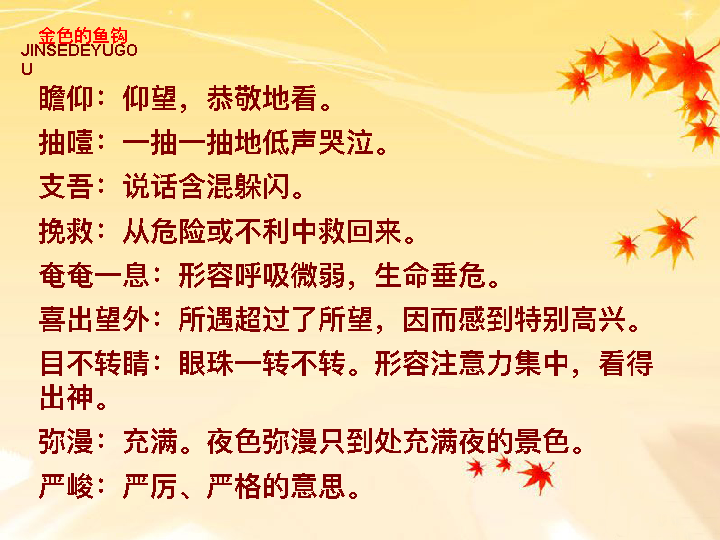 金色的鱼钩
JINSEDEYUGO
U
瞻仰：仰望，恭敬地看。
抽噎：一抽一抽地低声哭泣。
支吾：说话含混躲闪。
挽救：从危险或不利中救回来。
奄奄一息：形容呼吸微弱，生命垂危。
喜出望外：所遇超过了所望，因而感到特别高兴。
目不转睛：眼珠一转不转。形容注意力集中，看得
出神。
弥漫：充满。夜色弥漫只到处充满夜的景色。
严峻：严厉、严格的意思。